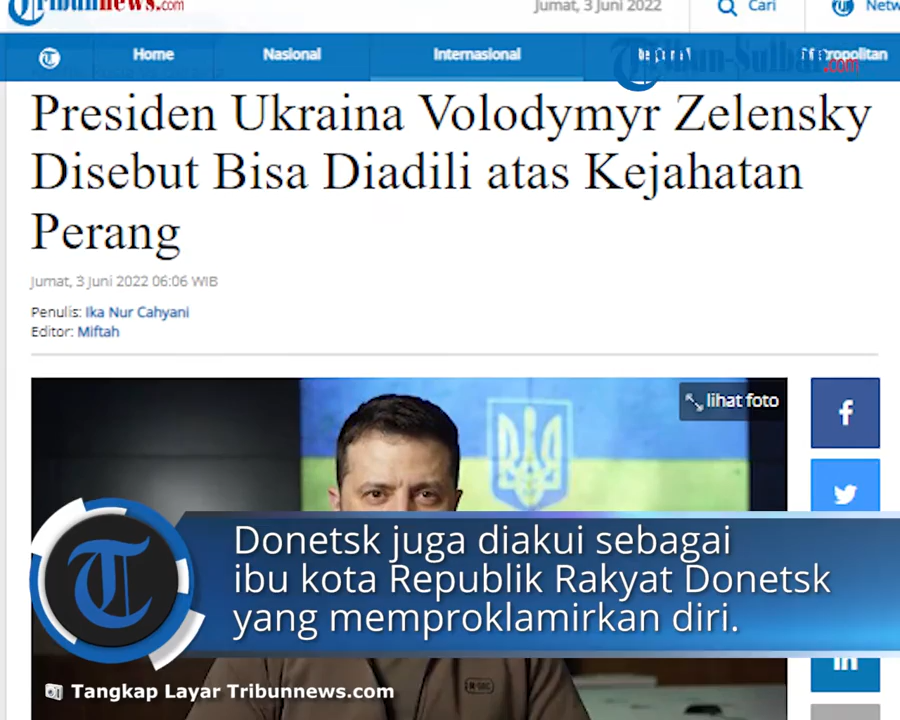 Tribunnews.com
Jumat, 3 Juni 2022
Cari
Netw
Home
Nasional
Internasional
Regional
Metropolitan
Tribun-Sulbar.com
Presiden Ukraina Volodymyr Zelensky
Disebut Bisa Diadili atas Kejahatan
Perang
Jumat, 3 Juni 2022 06:06 WIB
Penulis: Ika Nur Cahyani
Editor: Miftah
lihat foto
Donetsk juga diakui sebagai
ibu kota Republik Rakyat Donetsk
yang memproklamirkan diri.
Tangkap Layar Tribunnews.com